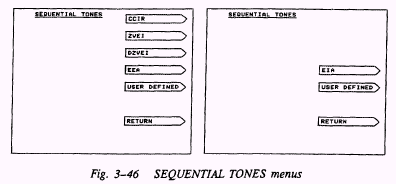 SEQUENTIAL TONES
CCIR
ZVEI
DZVEI
EEA
USER DEFINED
RETURN
SEQUENTIAL TONES
EIA
USER DEFINED
RETURN
Fig. 3-46 SEQUENTIAL TONES menus